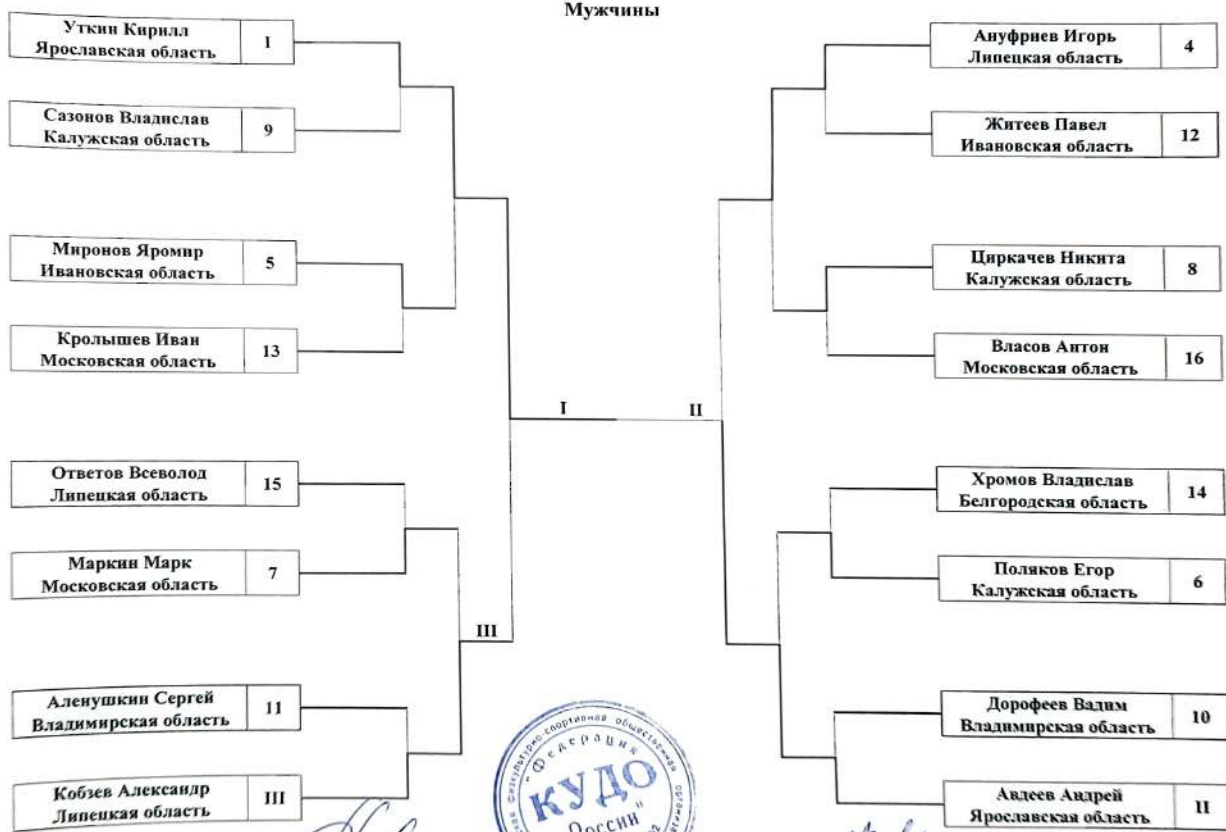 Мужчины
Уткин Кирилл
Ярославская область
1
Сазонов Владислав
Калужская область
9
Миронов Яромир
Ивановская область
5
Кролышев Иван
Московская область
13
Ответов Всеволод
Липецкая область
15
Маркин Марк
Московская область
7
Аленушкин Сергей
Владимирская область
11
Кобзев Александр
Липецкая область
III
I
II
III
Ануфриев Игорь
Липецкая область
4
Житеев Павел
Ивановская область
12
Циркачев Никита
Калужская область
8
Власов Антон
Московская область
16
Хромов Владислав
Белгородская область
14
Поляков Егор
Калужская область
6
Дорофеев Вадим
Владимирская область
10
Авдеев Андрей
Ярославская область
II
физкультурно-спортивная общественная
"Федерация
КУДО
России"